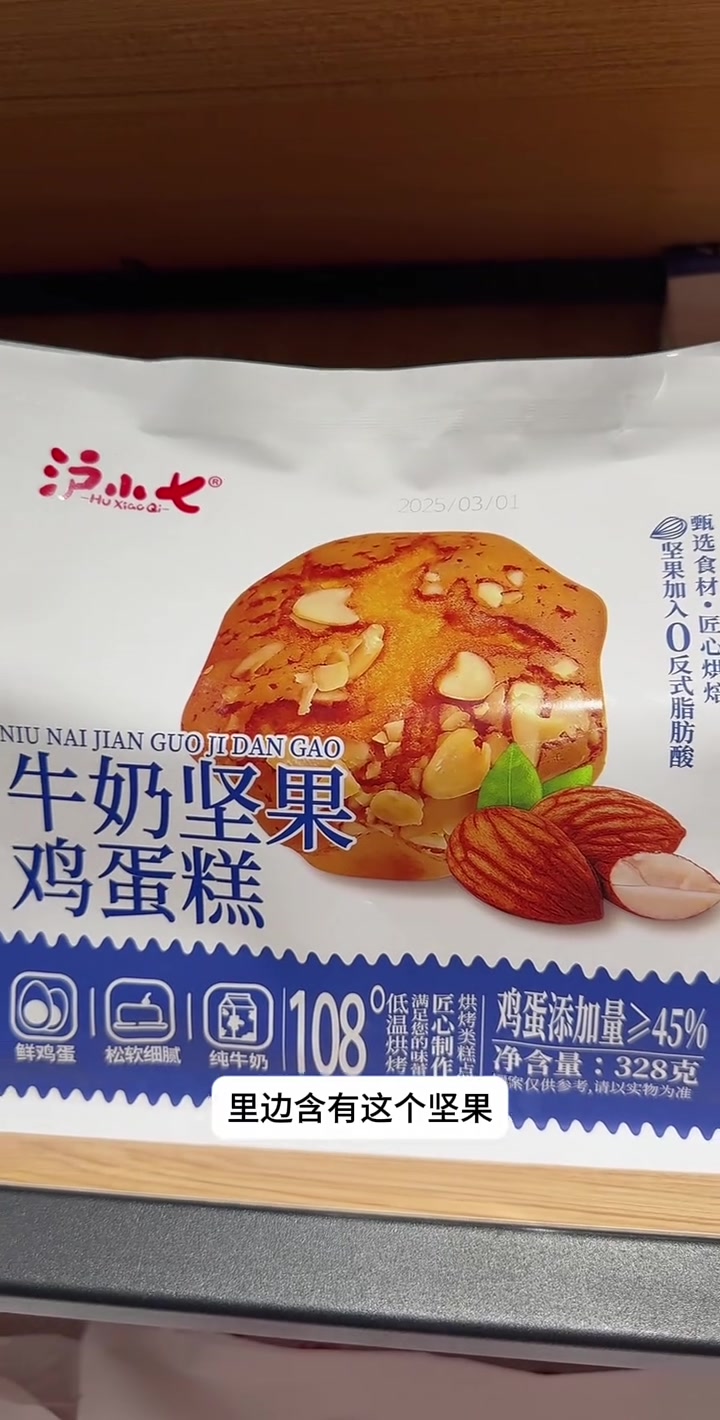 沪小七®
-Hu Xiao Qi-
2025/03/01
甄选食材·匠心烘焙
坚果加入0反式脂肪酸
NIU NAI JIAN GUO JI DAN GAO
牛奶坚果
鸡蛋糕
鲜鸡蛋
松软细腻
纯牛奶
108°
低温烘烤
满足您的味蕾
匠心制作
烘烤类糕点
鸡蛋添加量≥45%
净含量：328克
图案仅供参考,请以实物为准
里边含有这个坚果